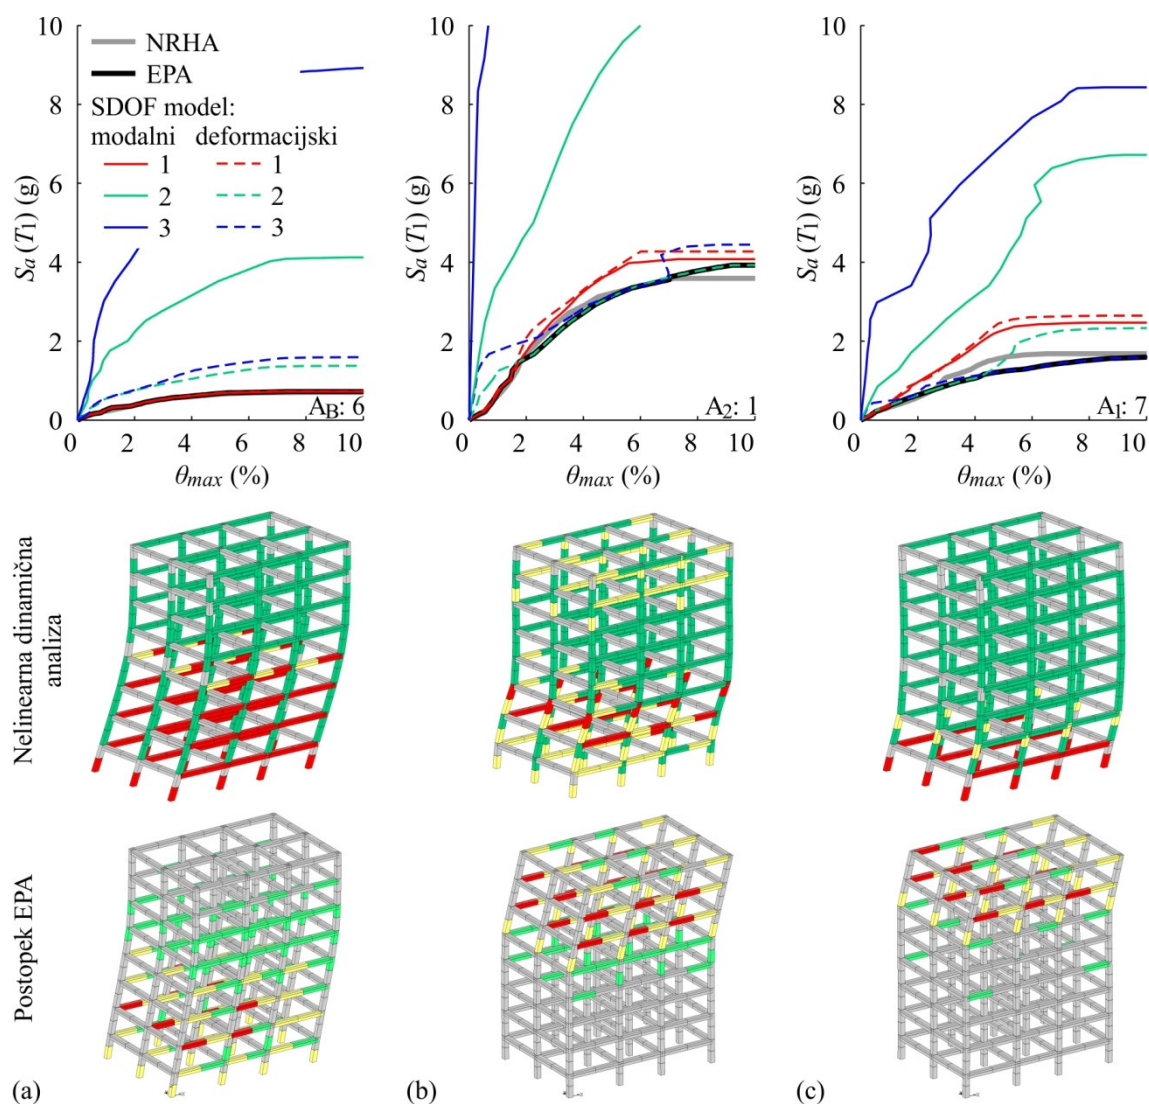 NRHA
EPA
SDOF model:
modalni deformacijski
1 1
2 2
3 3
Sa (T1) (g)
10
8
6
4
2
0
0 2 4 6 8 10
θmax (%)
AB: 6
Sa (T1) (g)
10
8
6
4
2
0
0 2 4 6 8 10
θmax (%)
A2: 1
Sa (T1) (g)
10
8
6
4
2
0
0 2 4 6 8 10
θmax (%)
A1: 7
Nelinearna dinamična
analiza
Postopek EPA
(a) (b) (c)